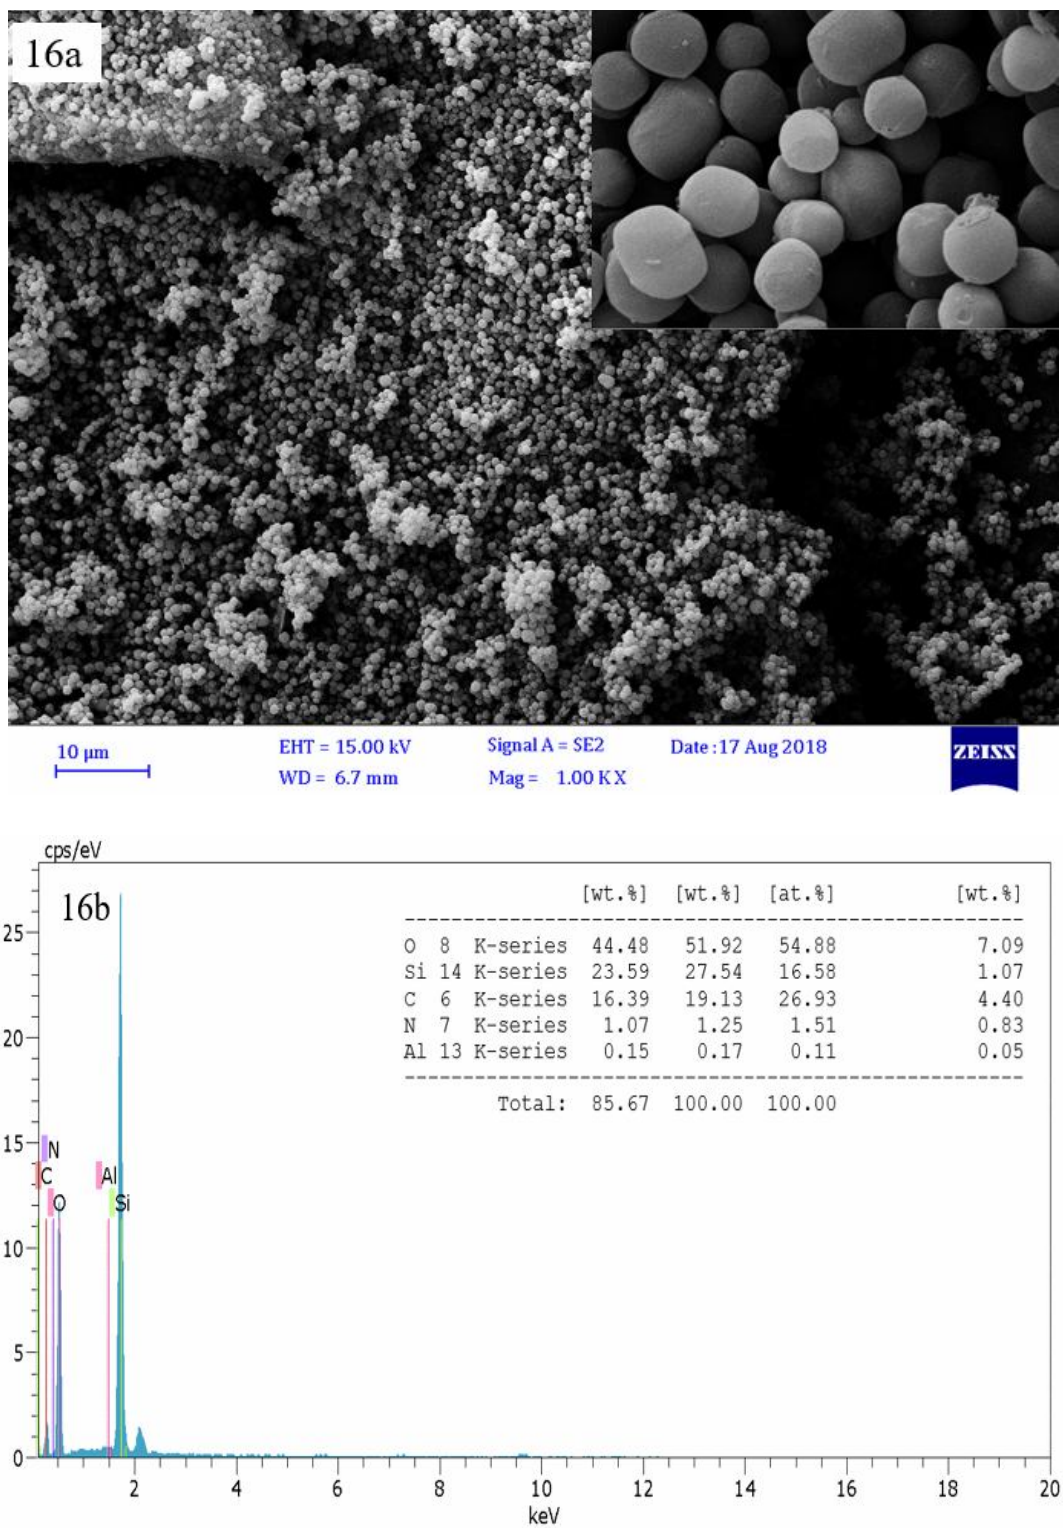 16a
10 µm
EHT = 15.00 kV
Signal A = SE2
Date :17 Aug 2018
ZEISS
WD = 6.7 mm
Mag = 1.00 K X
cps/eV
16b
[wt.%] [wt.%] [at.%] [wt.%]
O 8 K-series 44.48 51.92 54.88 7.09
Si 14 K-series 23.59 27.54 16.58 1.07
C 6 K-series 16.39 19.13 26.93 4.40
N 7 K-series 1.07 1.25 1.51 0.83
Al 13 K-series 0.15 0.17 0.11 0.05
Total: 85.67 100.00 100.00
25
20
15
10
5
0
N
C
Al
O
Si
2 4 6 8 10 12 14 16 18 20
keV